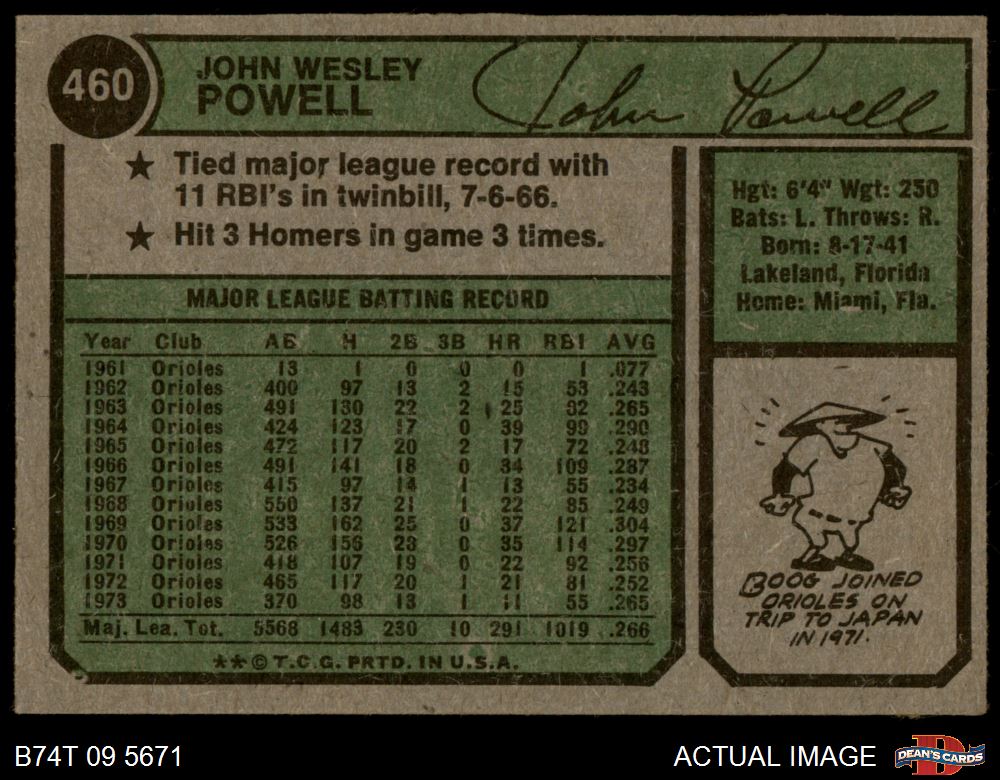 460
JOHN WESLEY
POWELL
John Powell
★ Tied major league record with
11 RBI's in twinbill, 7-6-66.
★ Hit 3 Homers in game 3 times.
MAJOR LEAGUE BATTING RECORD
Year Club AB H 2B 3B HR RBI AVG
1961 Orioles 13 1 0 0 0 1 .077
1962 Orioles 400 97 13 2 15 53 .243
1963 Orioles 491 130 22 2 25 82 .265
1964 Orioles 424 123 17 0 39 99 .290
1965 Orioles 472 117 20 2 17 72 .248
1966 Orioles 491 141 18 0 34 109 .287
1967 Orioles 415 97 14 1 13 55 .234
1968 Orioles 550 137 21 1 22 85 .249
1969 Orioles 533 162 25 0 37 121 .304
1970 Orioles 526 156 28 0 35 114 .297
1971 Orioles 418 107 19 0 22 92 .256
1972 Orioles 465 117 20 1 21 81 .252
1973 Orioles 370 98 13 1 11 55 .265
Maj. Lea. Tot. 5568 1483 230 10 291 1019 .266
★★© T.C.G. PRTD. IN U.S.A.
Hgt: 6'4" Wgt: 250
Bats: L. Throws: R.
Born: 8-17-41
Lakeland, Florida
Home: Miami, Fla.
BOOG JOINED
ORIOLES ON
TRIP TO JAPAN
IN 1971.
B74T 09 5671
ACTUAL IMAGE
DEAN'S CARDS